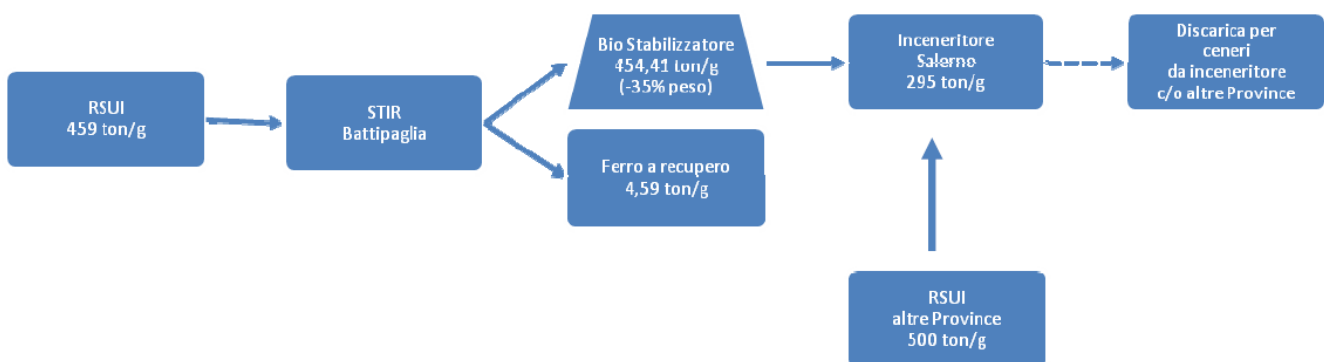 RSUI
459 ton/g
STIR
Battipaglia
Bio Stabilizzatore
454,41 ton/g
(-35% peso)
Ferro a recupero
4,59 ton/g
Inceneritore
Salerno
295 ton/g
Discarica per
ceneri
da inceneritore
c/o altre Province
RSUI
altre Province
500 ton/g